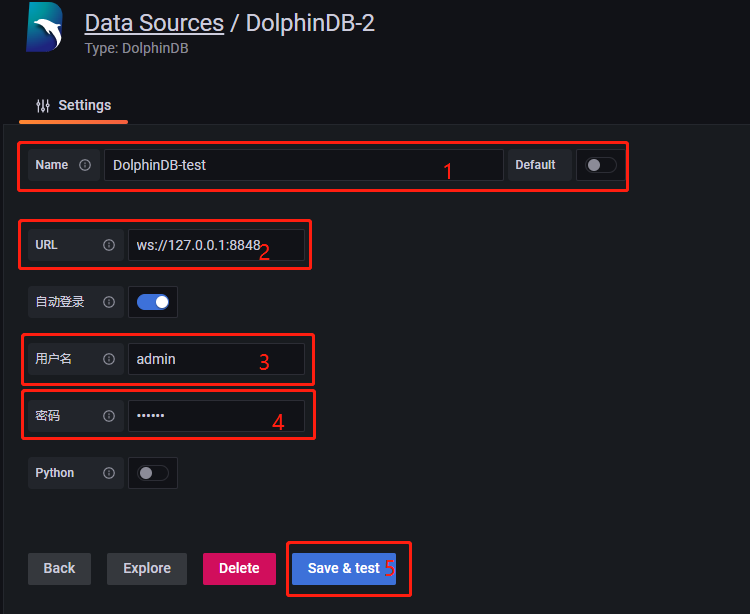 Data Sources / DolphinDB-2
Type: DolphinDB
Settings
Name DolphinDB-test 1 Default
URL ws://127.0.0.1:8848 2
自动登录
用户名 admin 3
密码 •••••• 4
Python
Back Explore Delete Save & test 5